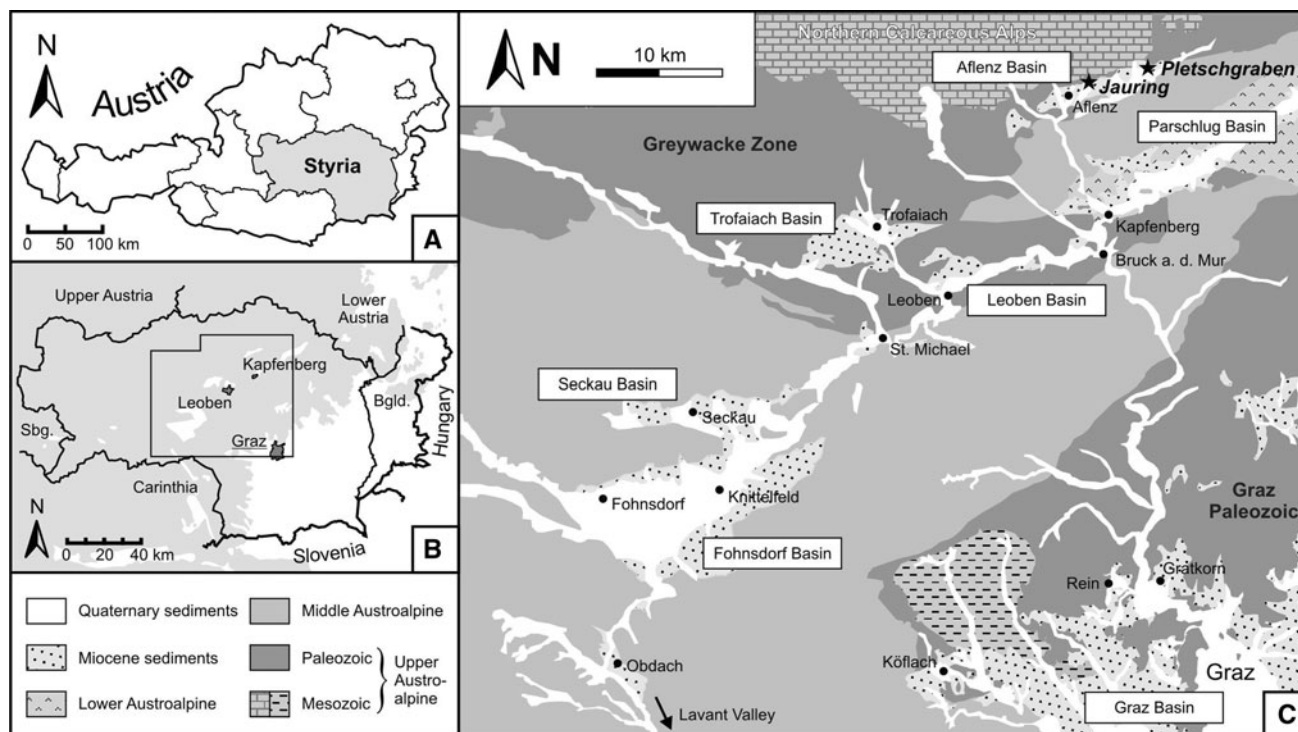 N
Austria
Styria
0 50 100 km
A
Upper Austria
Lower
Austria
Kapfenberg
Leoben
Bgld.
Hungary
Sbg.
Graz
Carinthia
N
0 20 40 km
Slovenia
B
Quaternary sediments
Middle Austroalpine
Miocene sediments
Paleozoic
Upper
Austro-
alpine
Lower Austroalpine
Mesozoic
N
10 km
Northern Calcareous Alps
Aflenz Basin
Pletschgraben
Jauring
Aflenz
Parschlug Basin
Greywacke Zone
Trofaiach Basin
Trofaiach
Kapfenberg
Bruck a. d. Mur
Leoben
Leoben Basin
St. Michael
Seckau Basin
Seckau
Fohnsdorf
Knittelfeld
Fohnsdorf Basin
Graz
Paleozoic
Rein
Gratkorn
Obdach
Köflach
Graz
Lavant Valley
Graz Basin
C